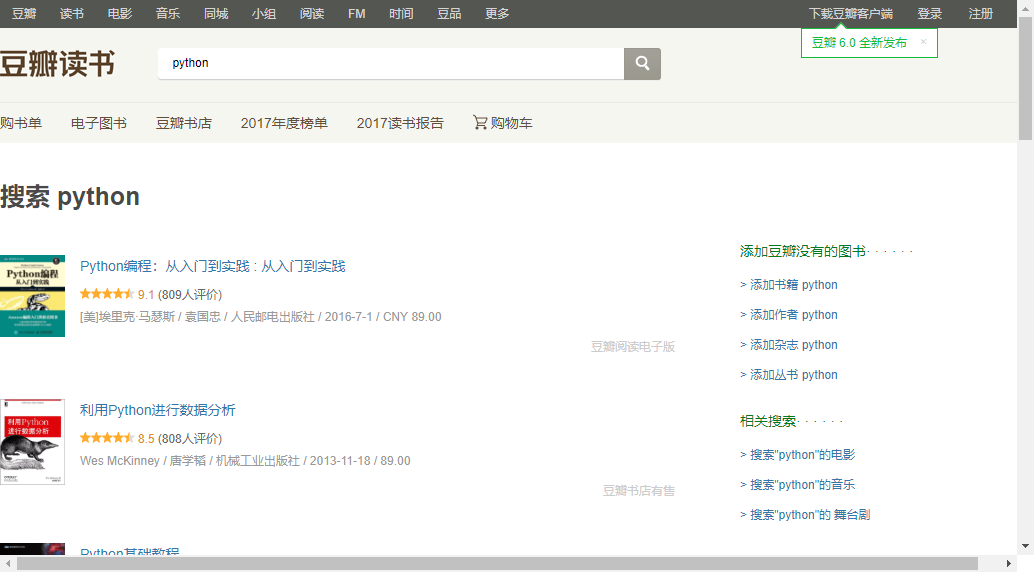 豆瓣 读书 电影 音乐 同城 小组 阅读 FM 时间 豆品 更多 下载豆瓣客户端 登录 注册
豆瓣 6.0 全新发布 ×
豆瓣读书
python
购书单 电子图书 豆瓣书店 2017年度榜单 2017读书报告 购物车
搜索 python
Python编程
从入门到实践
Python编程：从入门到实践 : 从入门到实践
9.1 (809人评价)
[美]埃里克·马瑟斯 / 袁国忠 / 人民邮电出版社 / 2016-7-1 / CNY 89.00
豆瓣阅读电子版
利用Python
进行数据分析
利用Python进行数据分析
8.5 (808人评价)
Wes McKinney / 唐学韬 / 机械工业出版社 / 2013-11-18 / 89.00
豆瓣书店有售
Python基础教程
添加豆瓣没有的图书· · · · · ·
> 添加书籍 python
> 添加作者 python
> 添加杂志 python
> 添加丛书 python
相关搜索· · · · · ·
> 搜索"python"的电影
> 搜索"python"的音乐
> 搜索"python"的 舞台剧